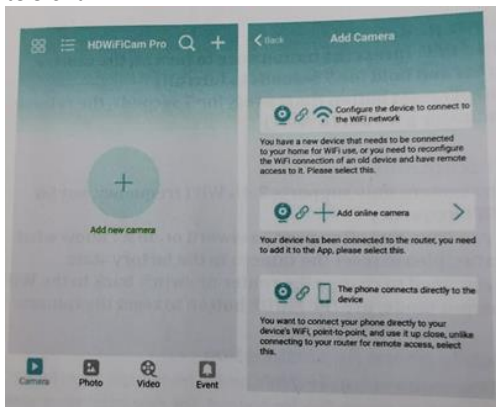 HDWiFiCam Pro
Add new camera
Camera
Photo
Video
Event
Back
Add Camera
Configure the device to connect to
the WiFi network
You have a new device that needs to be connected
to your home for WiFi use, or you need to reconfigure
the WiFi connection of an old device and have remote
access to it. Please select this.
Add online camera
Your device has been connected to the router, you need
to add it to the App, please select this.
The phone connects directly to the
device
You want to connect your phone directly to your
device's WiFi, point-to-point, and use it up close, unlike
connecting to your router for remote access, select
this.